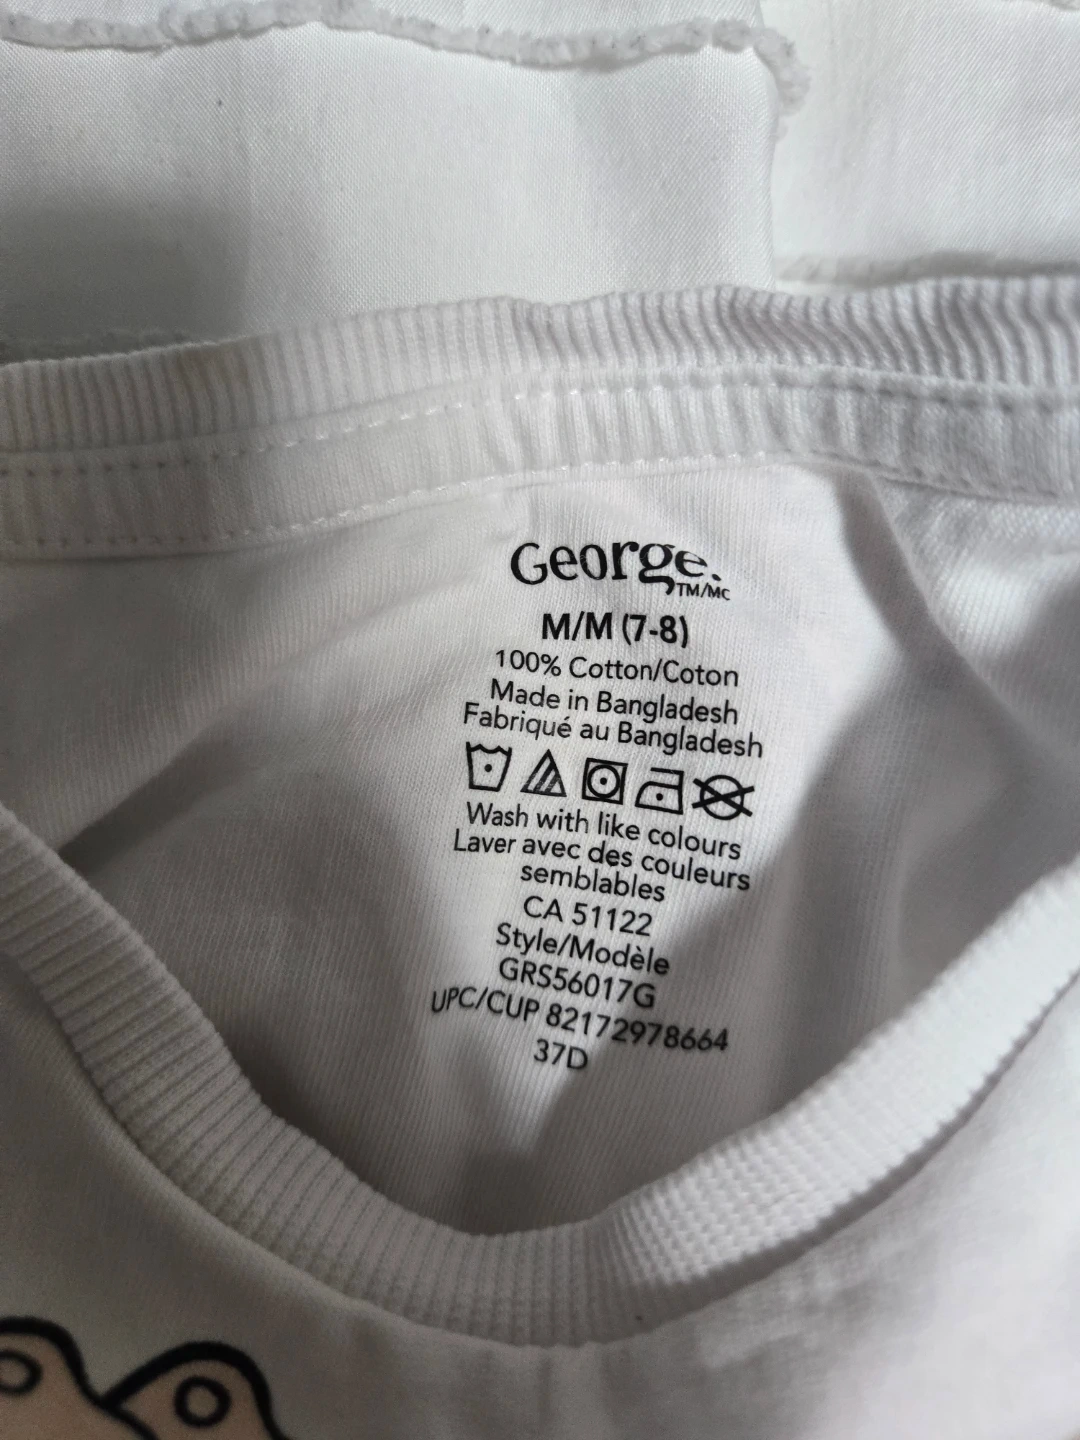 George.
TM/MC
M/M (7-8)
100% Cotton/Coton
Made in Bangladesh
Fabriqué au Bangladesh
Wash with like colours
Laver avec des couleurs
semblables
CA 51122
Style/Modèle
GRS56017G
UPC/CUP 82172978664
37D